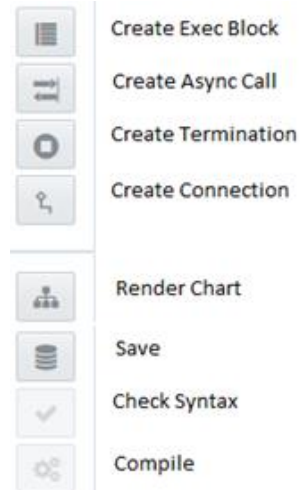 Create Exec Block
Create Async Call
Create Termination
Create Connection
Render Chart
Save
Check Syntax
Compile